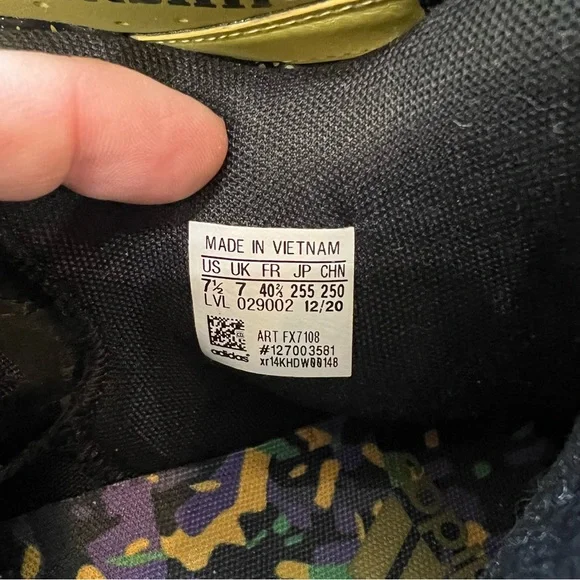 MADE IN VIETNAM
US UK FR JP CHN
7½ 7 40⅔ 255 250
LVL 029002 12/20
ART FX7108
#127003581
adidas xr14KHDW00148